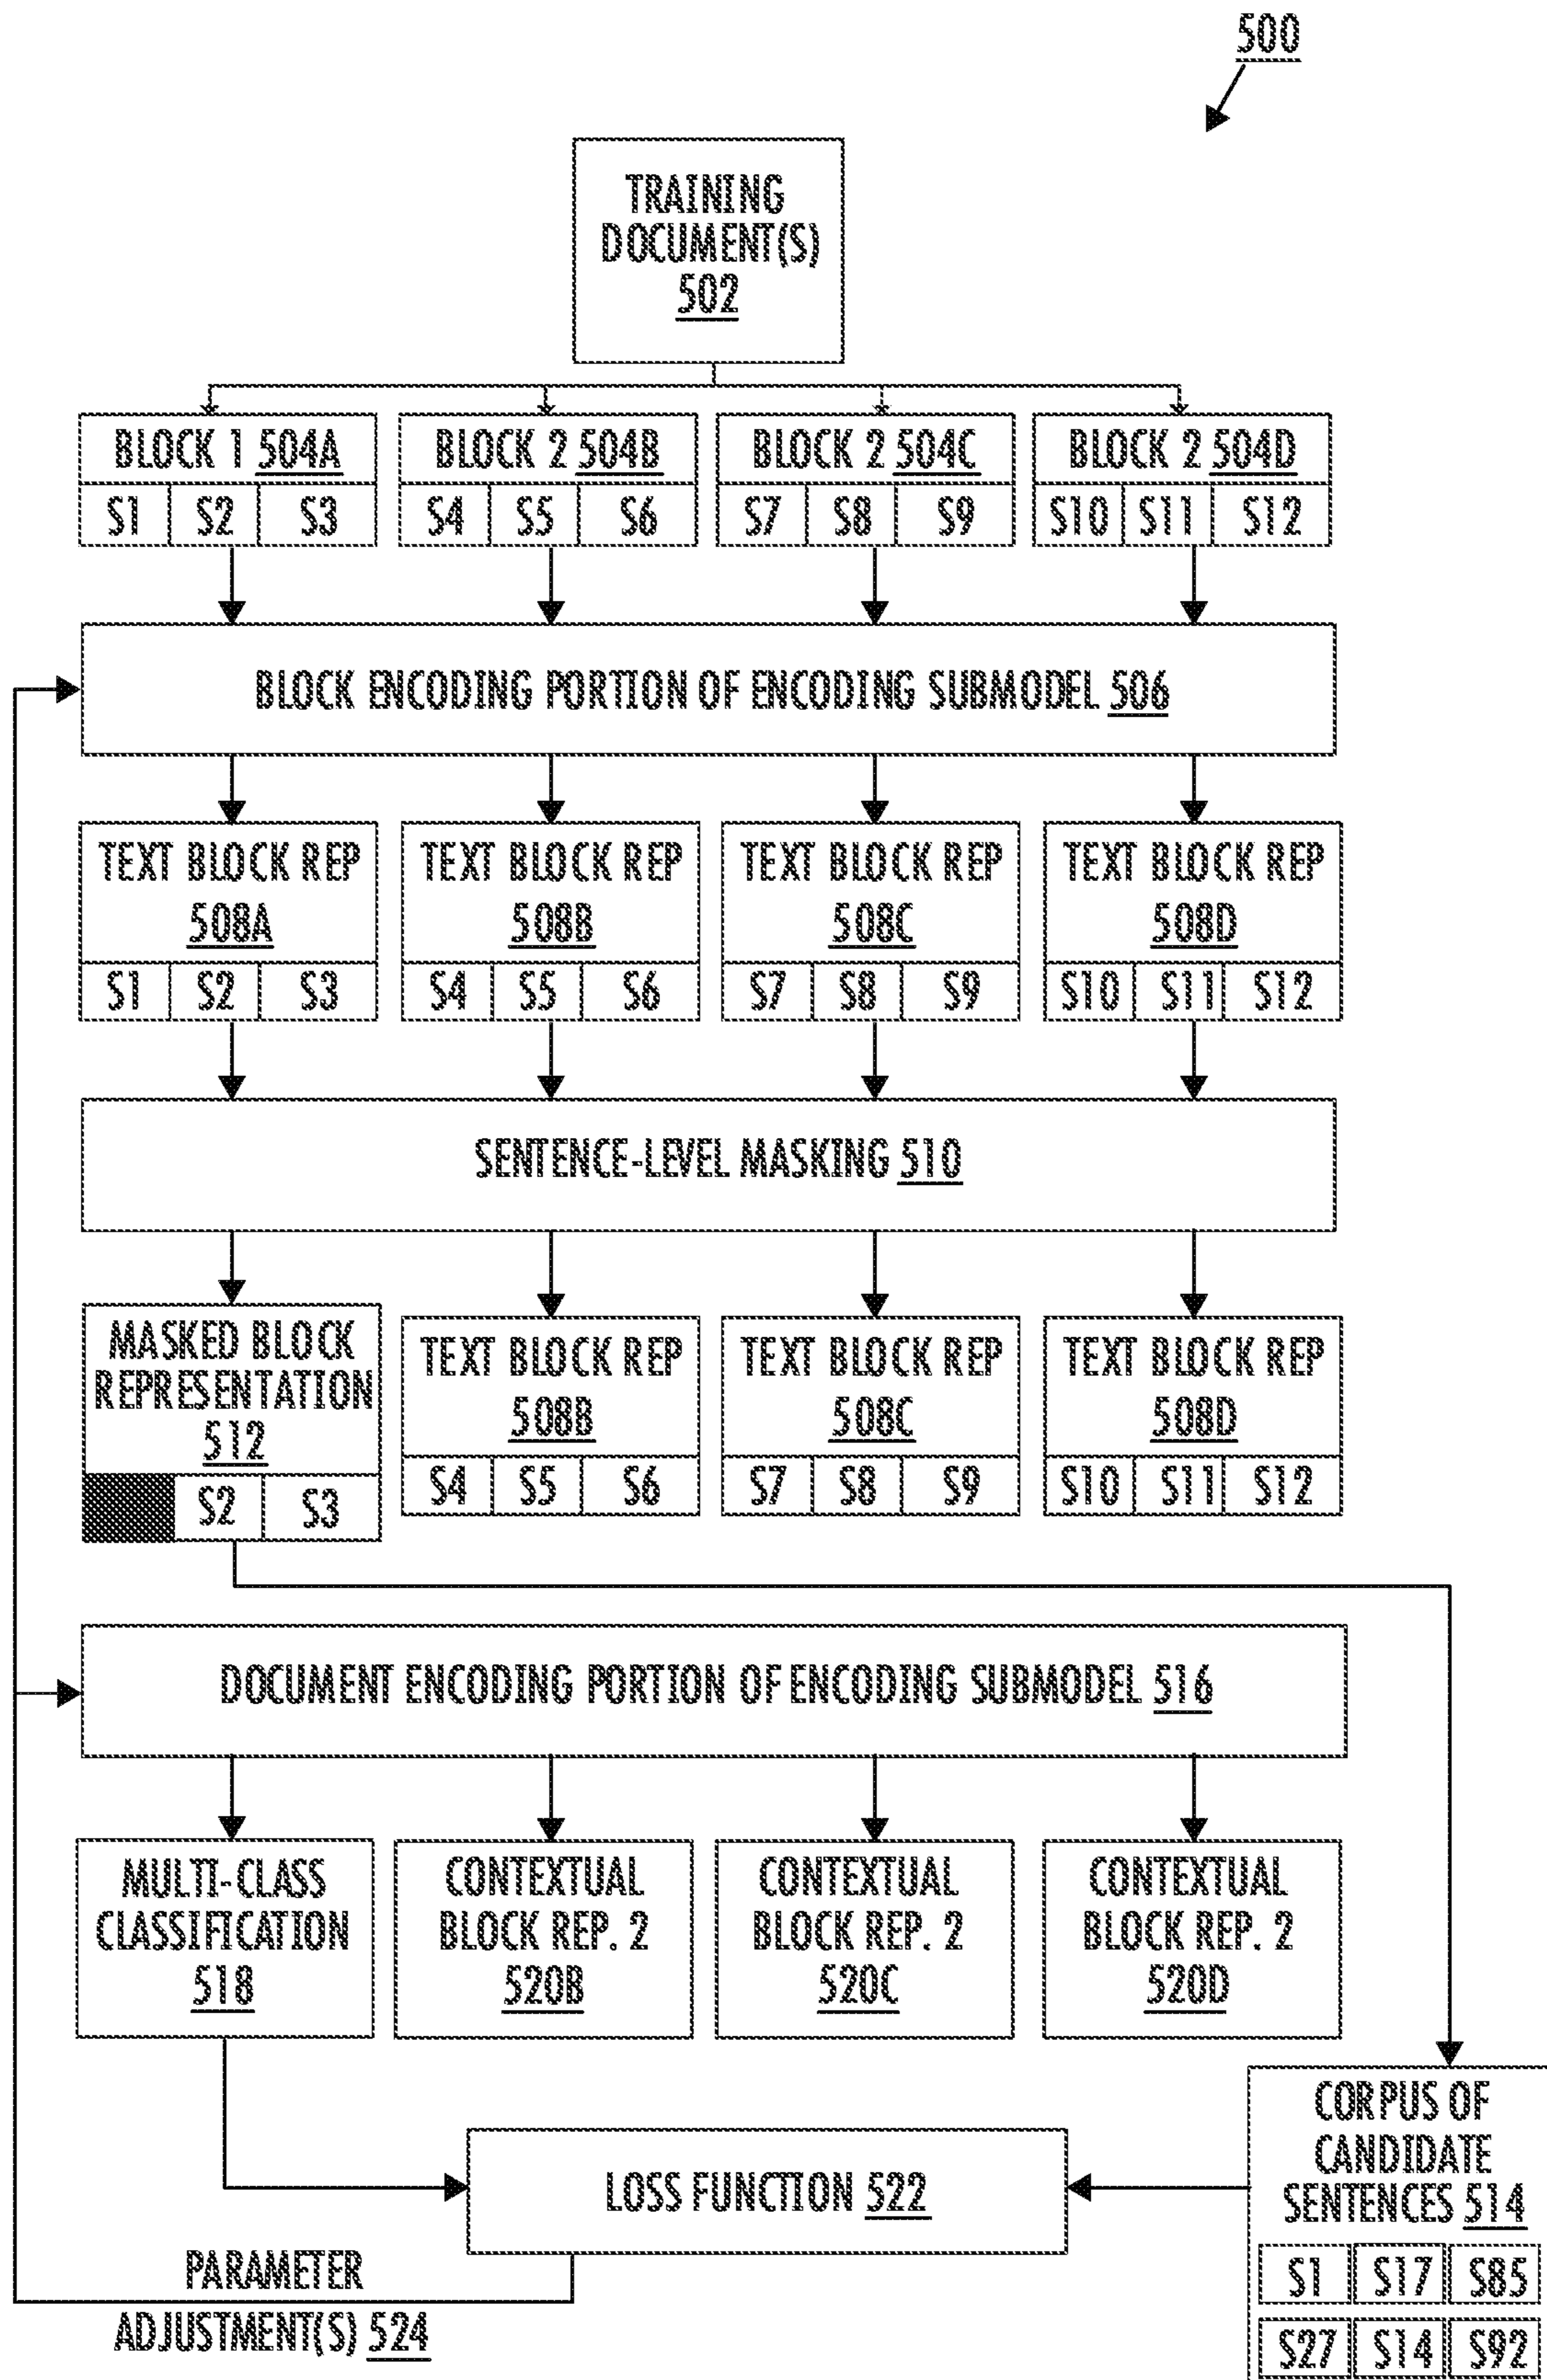 500
TRAINING
DOCUMENT(S)
502
BLOCK 1 504A
BLOCK 2 504B
BLOCK 2 504C
BLOCK 2 504D
S1 S2 S3
S4 S5 S6
S7 S8 S9
S10 S11 S12
BLOCK ENCODING PORTION OF ENCODING SUBMODEL 506
TEXT BLOCK REP
508A
S1 S2 S3
TEXT BLOCK REP
508B
S4 S5 S6
TEXT BLOCK REP
508C
S7 S8 S9
TEXT BLOCK REP
508D
S10 S11 S12
SENTENCE-LEVEL MASKING 510
MASKED BLOCK
REPRESENTATION
512
S2 S3
TEXT BLOCK REP
508B
S4 S5 S6
TEXT BLOCK REP
508C
S7 S8 S9
TEXT BLOCK REP
508D
S10 S11 S12
DOCUMENT ENCODING PORTION OF ENCODING SUBMODEL 516
MULTI-CLASS
CLASSIFICATION
518
CONTEXTUAL
BLOCK REP. 2
520B
CONTEXTUAL
BLOCK REP. 2
520C
CONTEXTUAL
BLOCK REP. 2
520D
CORPUS OF
CANDIDATE
SENTENCES 514
S1 S17 S85
S27 S14 S92
LOSS FUNCTION 522
PARAMETER
ADJUSTMENT(S) 524